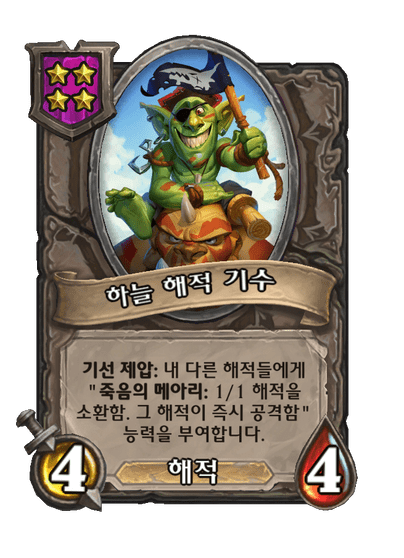 하늘 해적 기수
기선 제압: 내 다른 해적들에게
"죽음의 메아리: 1/1 해적을
소환함. 그 해적이 즉시 공격함"
능력을 부여합니다.
4
해적
4